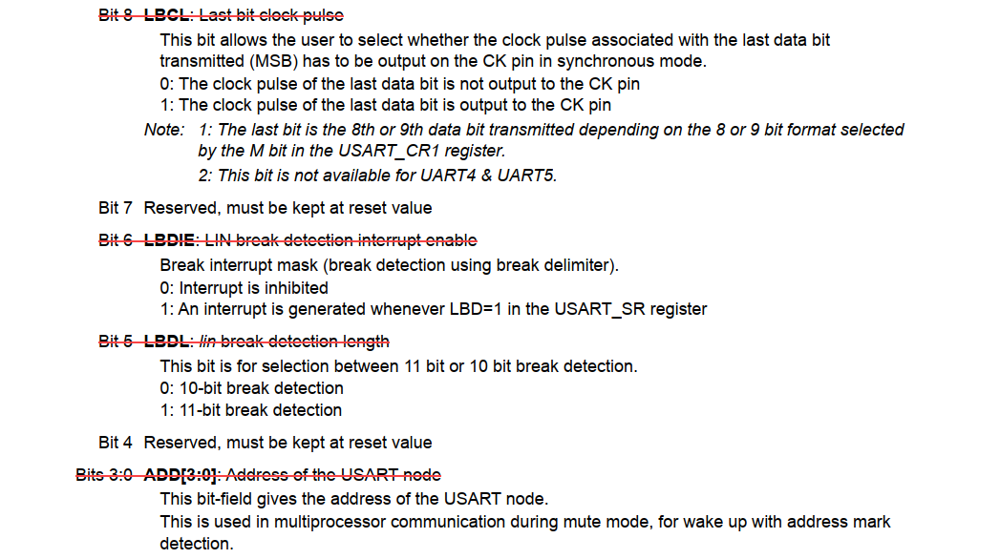 Bit 8 LBCL: Last bit clock pulse
This bit allows the user to select whether the clock pulse associated with the last data bit
transmitted (MSB) has to be output on the CK pin in synchronous mode.
0: The clock pulse of the last data bit is not output to the CK pin
1: The clock pulse of the last data bit is output to the CK pin
Note: 1: The last bit is the 8th or 9th data bit transmitted depending on the 8 or 9 bit format selected
by the M bit in the USART_CR1 register.
2: This bit is not available for UART4 & UART5.
Bit 7 Reserved, must be kept at reset value
Bit 6 LBDIE: LIN break detection interrupt enable
Break interrupt mask (break detection using break delimiter).
0: Interrupt is inhibited
1: An interrupt is generated whenever LBD=1 in the USART_SR register
Bit 5 LBDL: lin break detection length
This bit is for selection between 11 bit or 10 bit break detection.
0: 10-bit break detection
1: 11-bit break detection
Bit 4 Reserved, must be kept at reset value
Bits 3:0 ADD[3:0]: Address of the USART node
This bit-field gives the address of the USART node.
This is used in multiprocessor communication during mute mode, for wake up with address mark
detection.